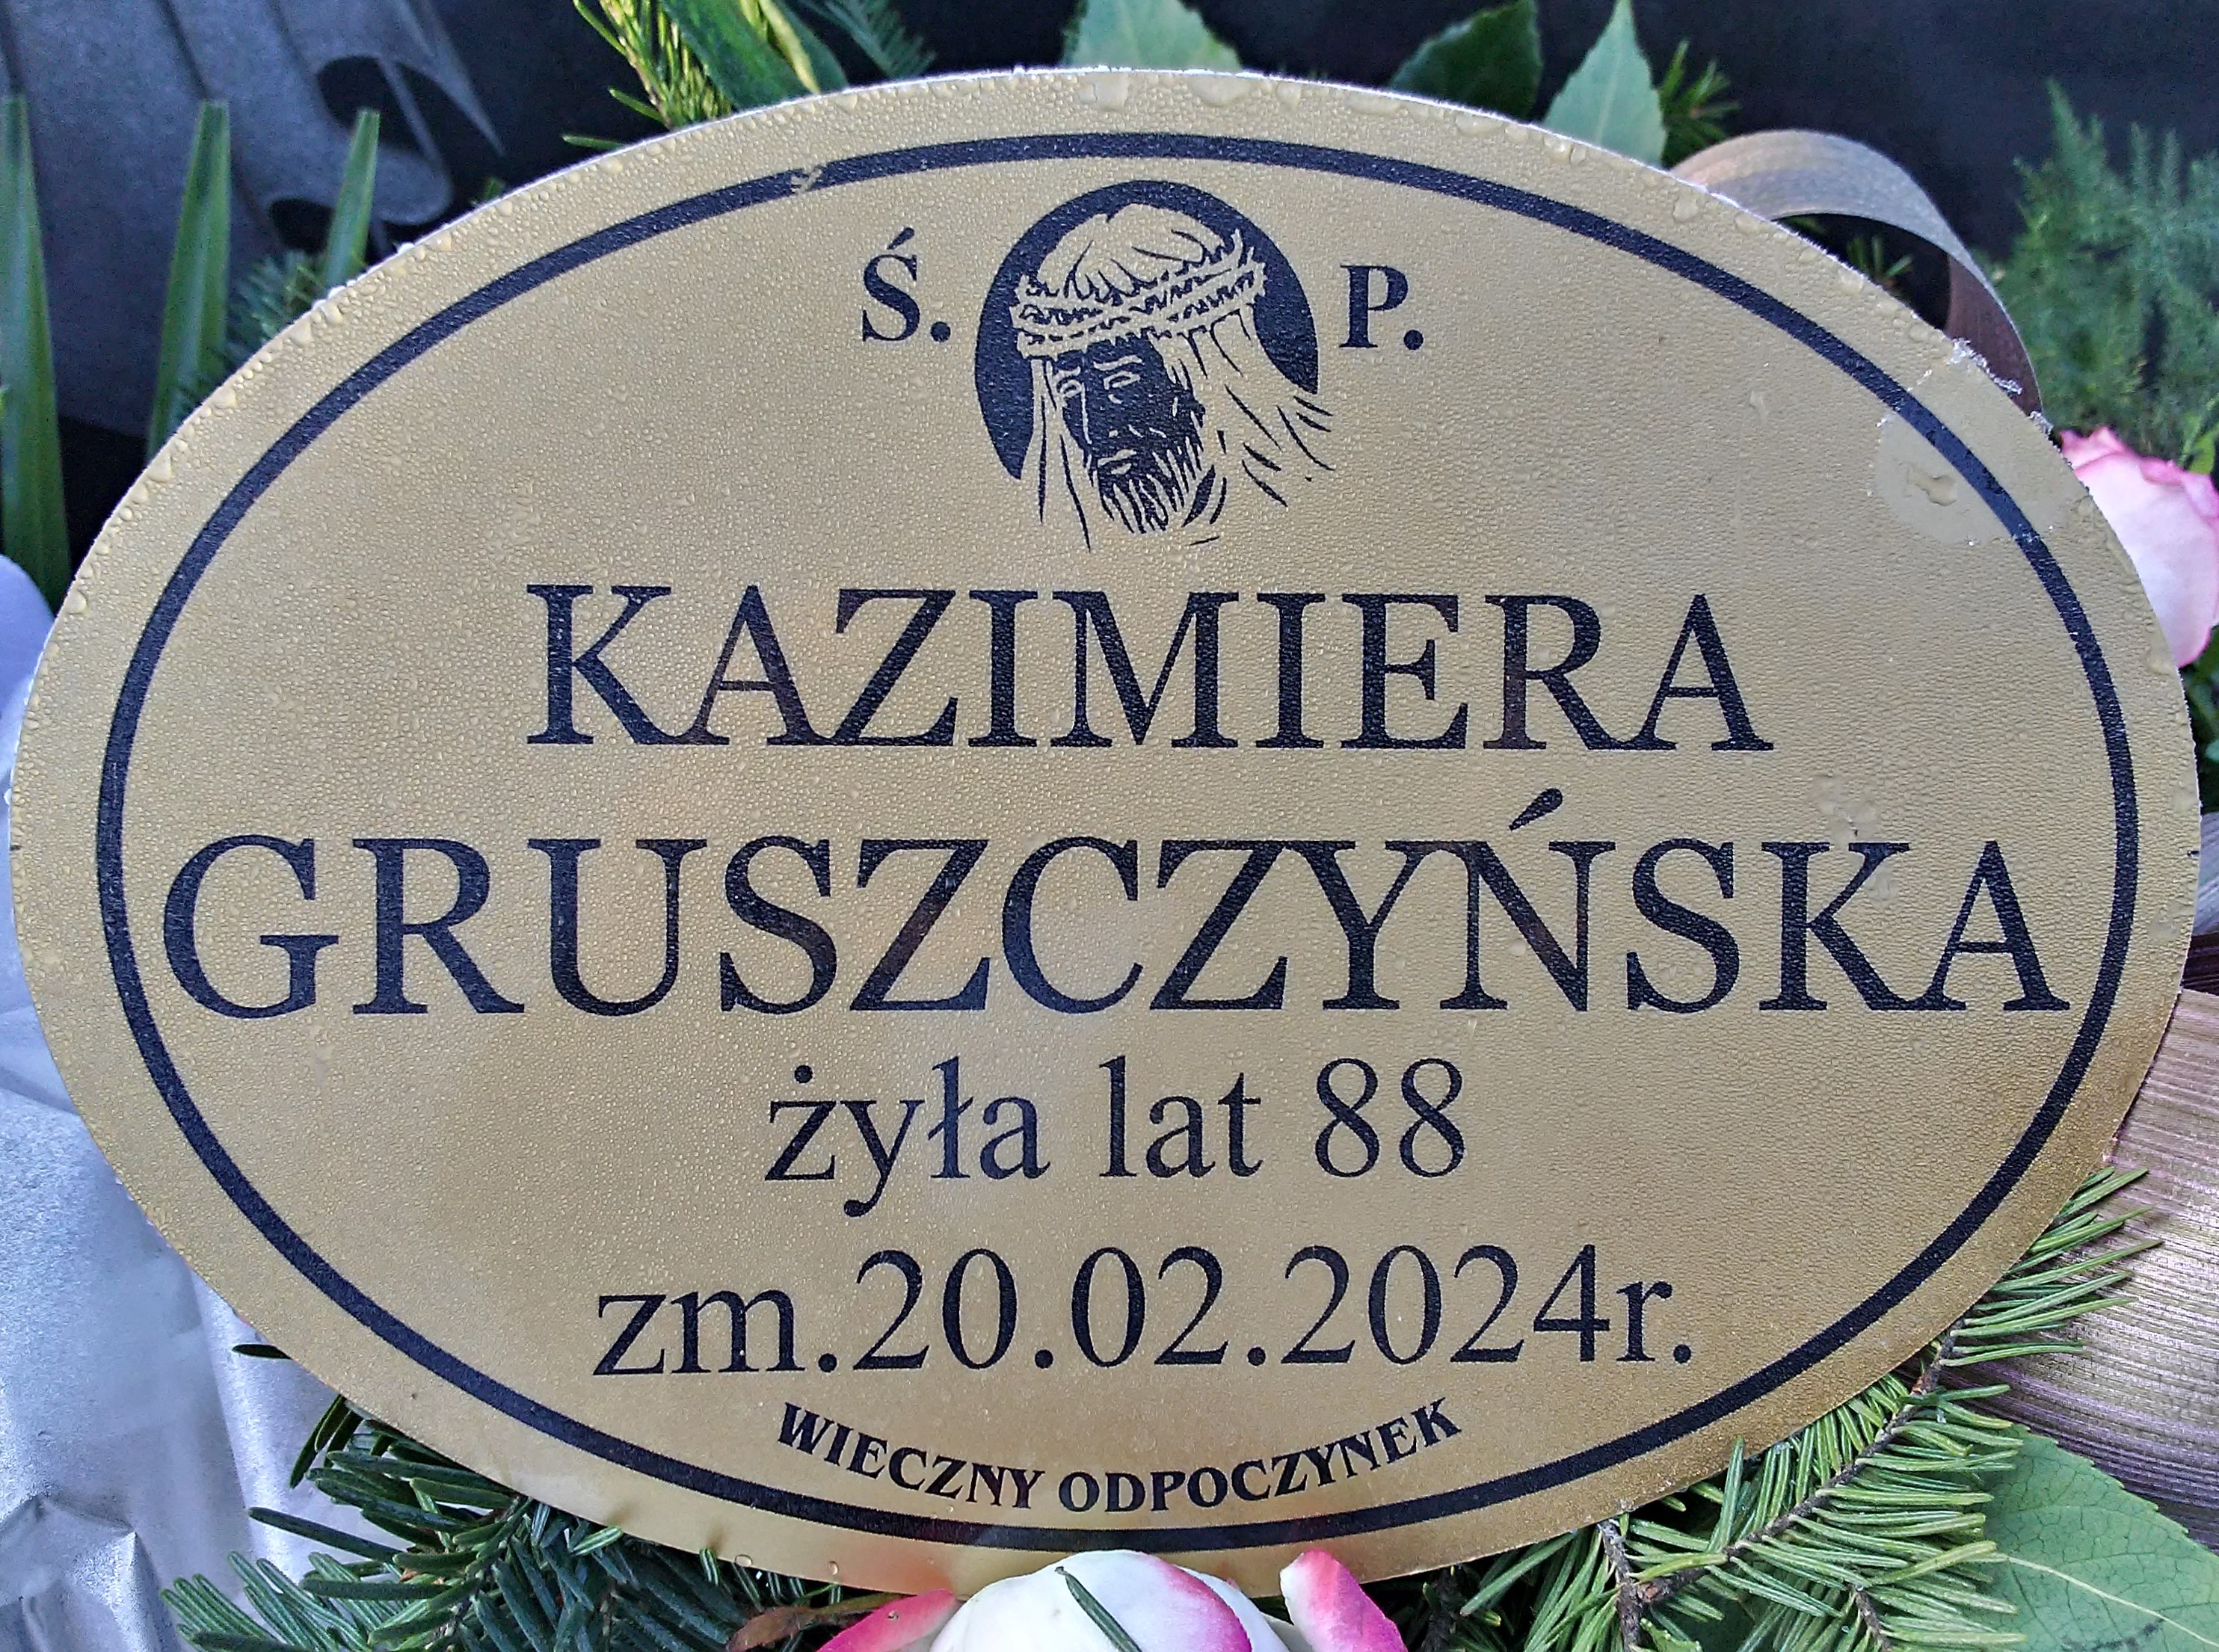 Ś. P.
KAZIMIERA
GRUSZCZYŃSKA
żyła lat 88
zm.20.02.2024r.
WIECZNY ODPOCZYNEK